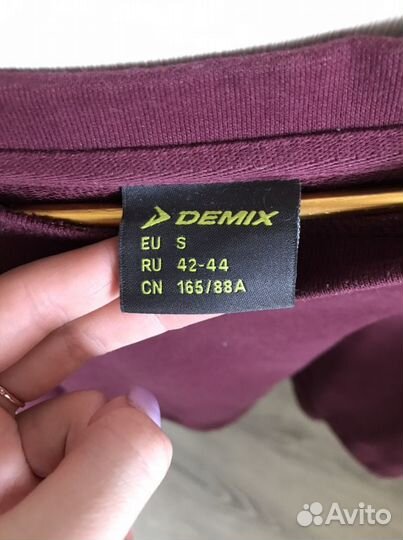 DEMIX
EU S
RU 42-44
CN 165/88A
Avito